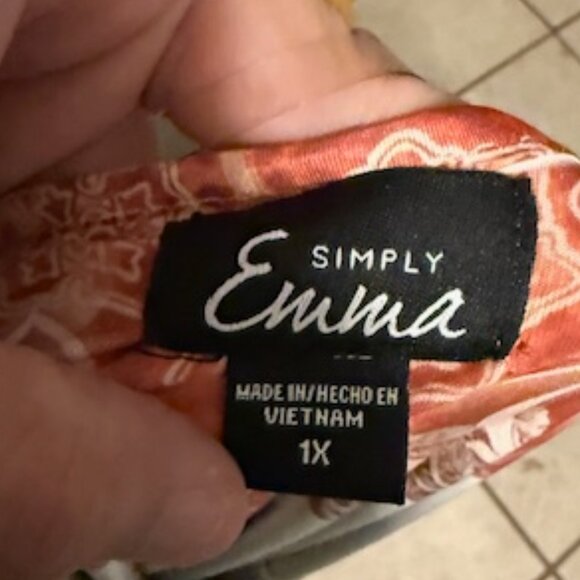 SIMPLY
Emma
MADE IN/HECHO EN
VIETNAM
1X